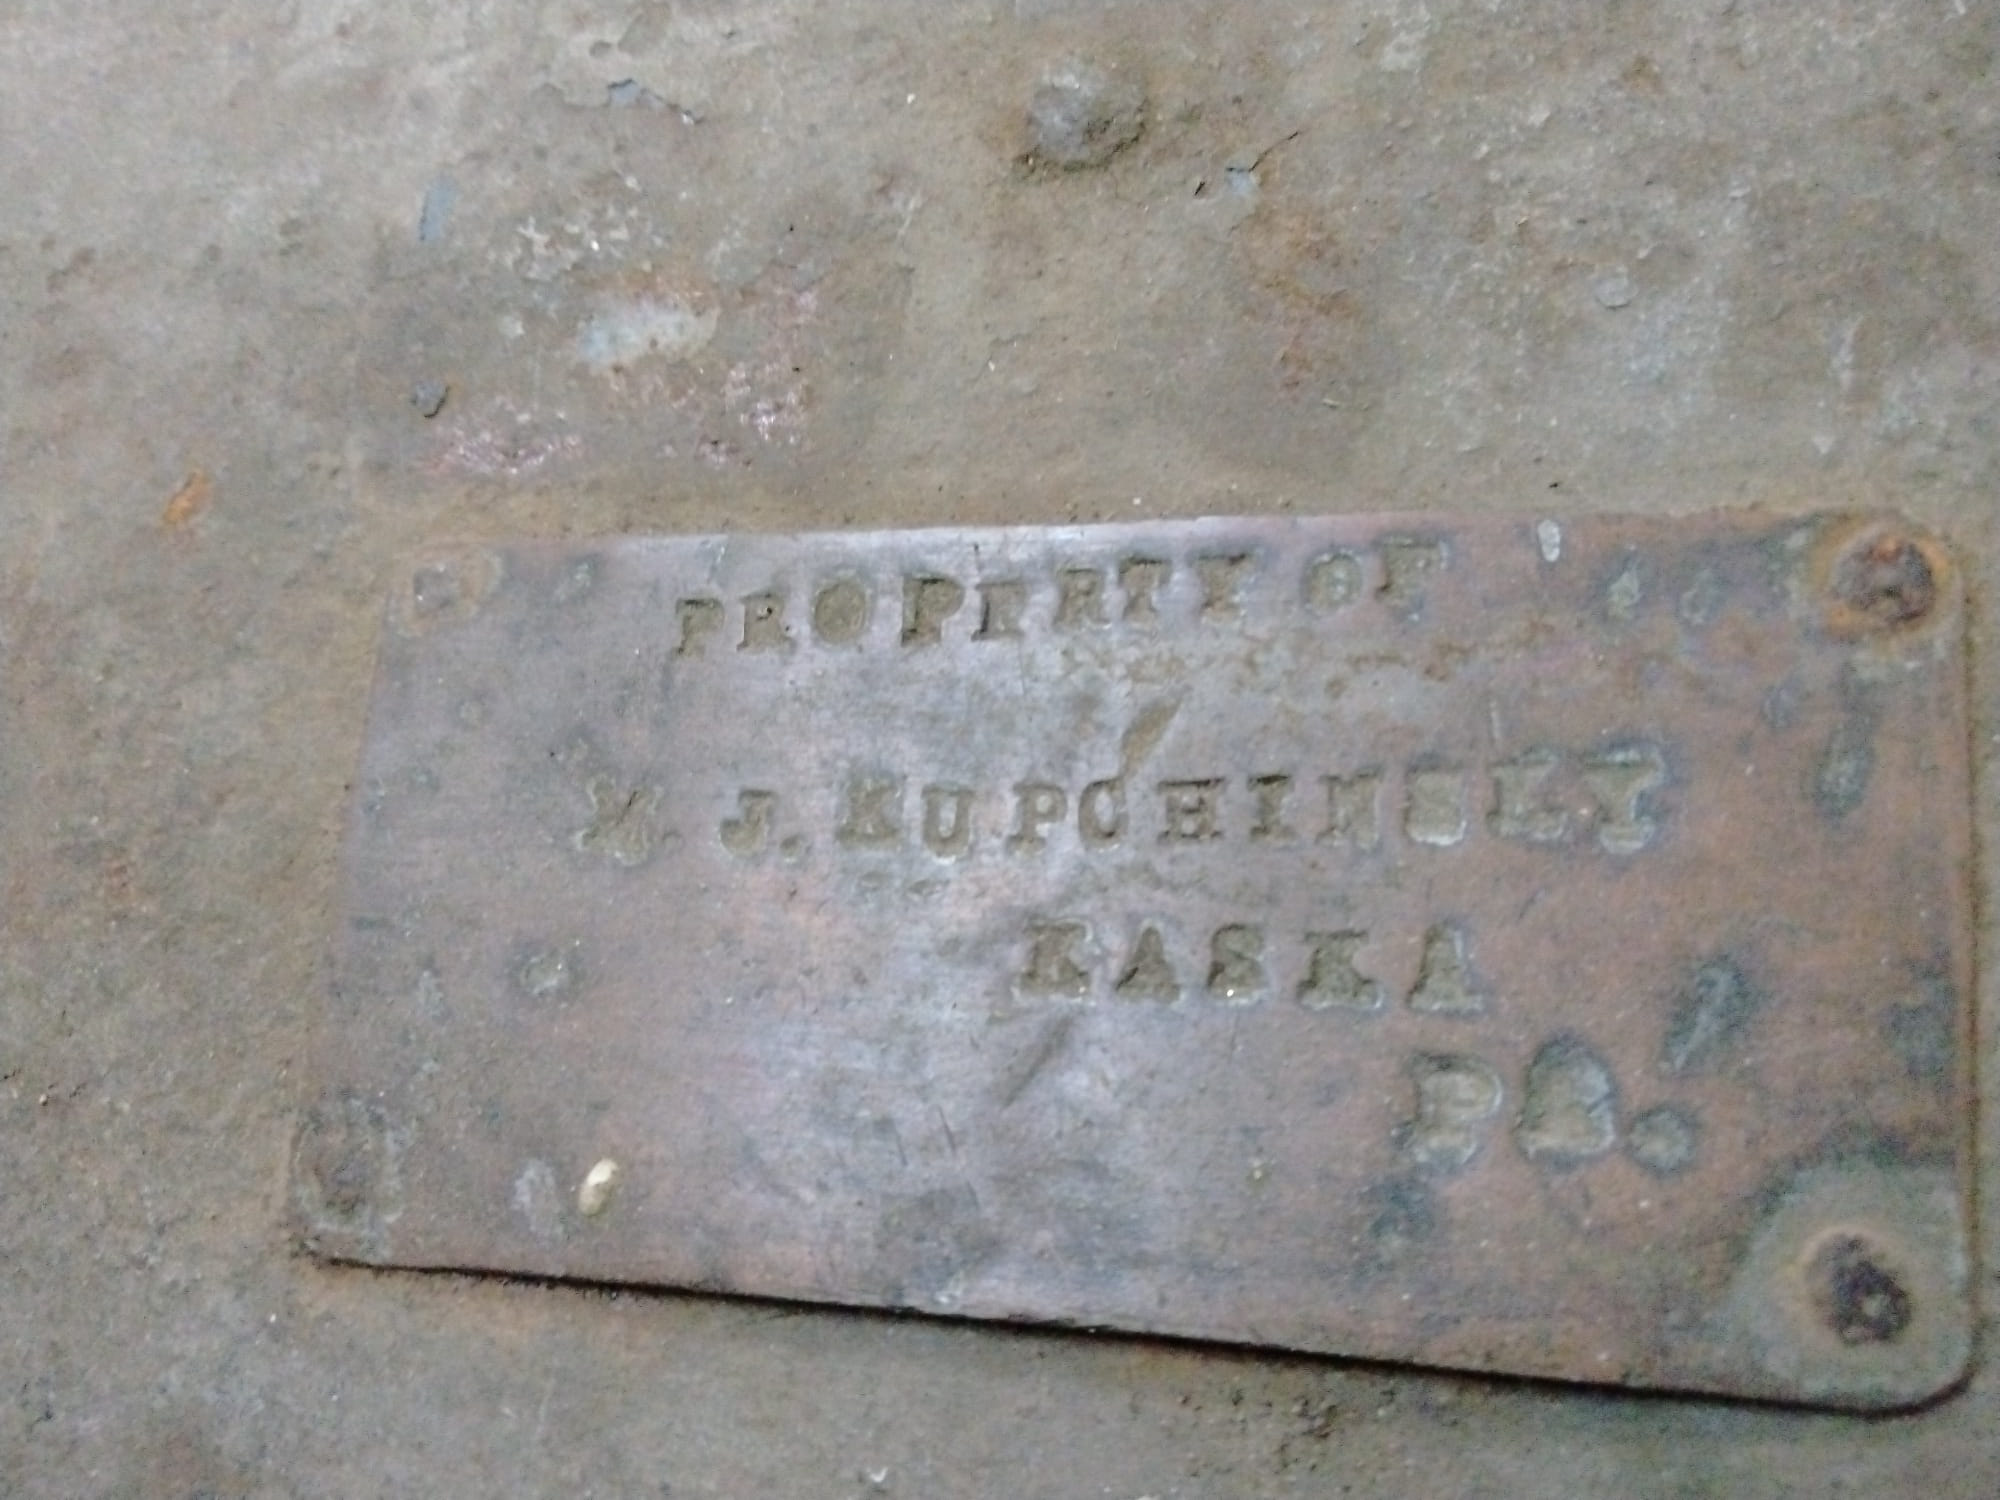 PROPERTY OF
M. J. KUPCHINSKY
KASKA
PA.